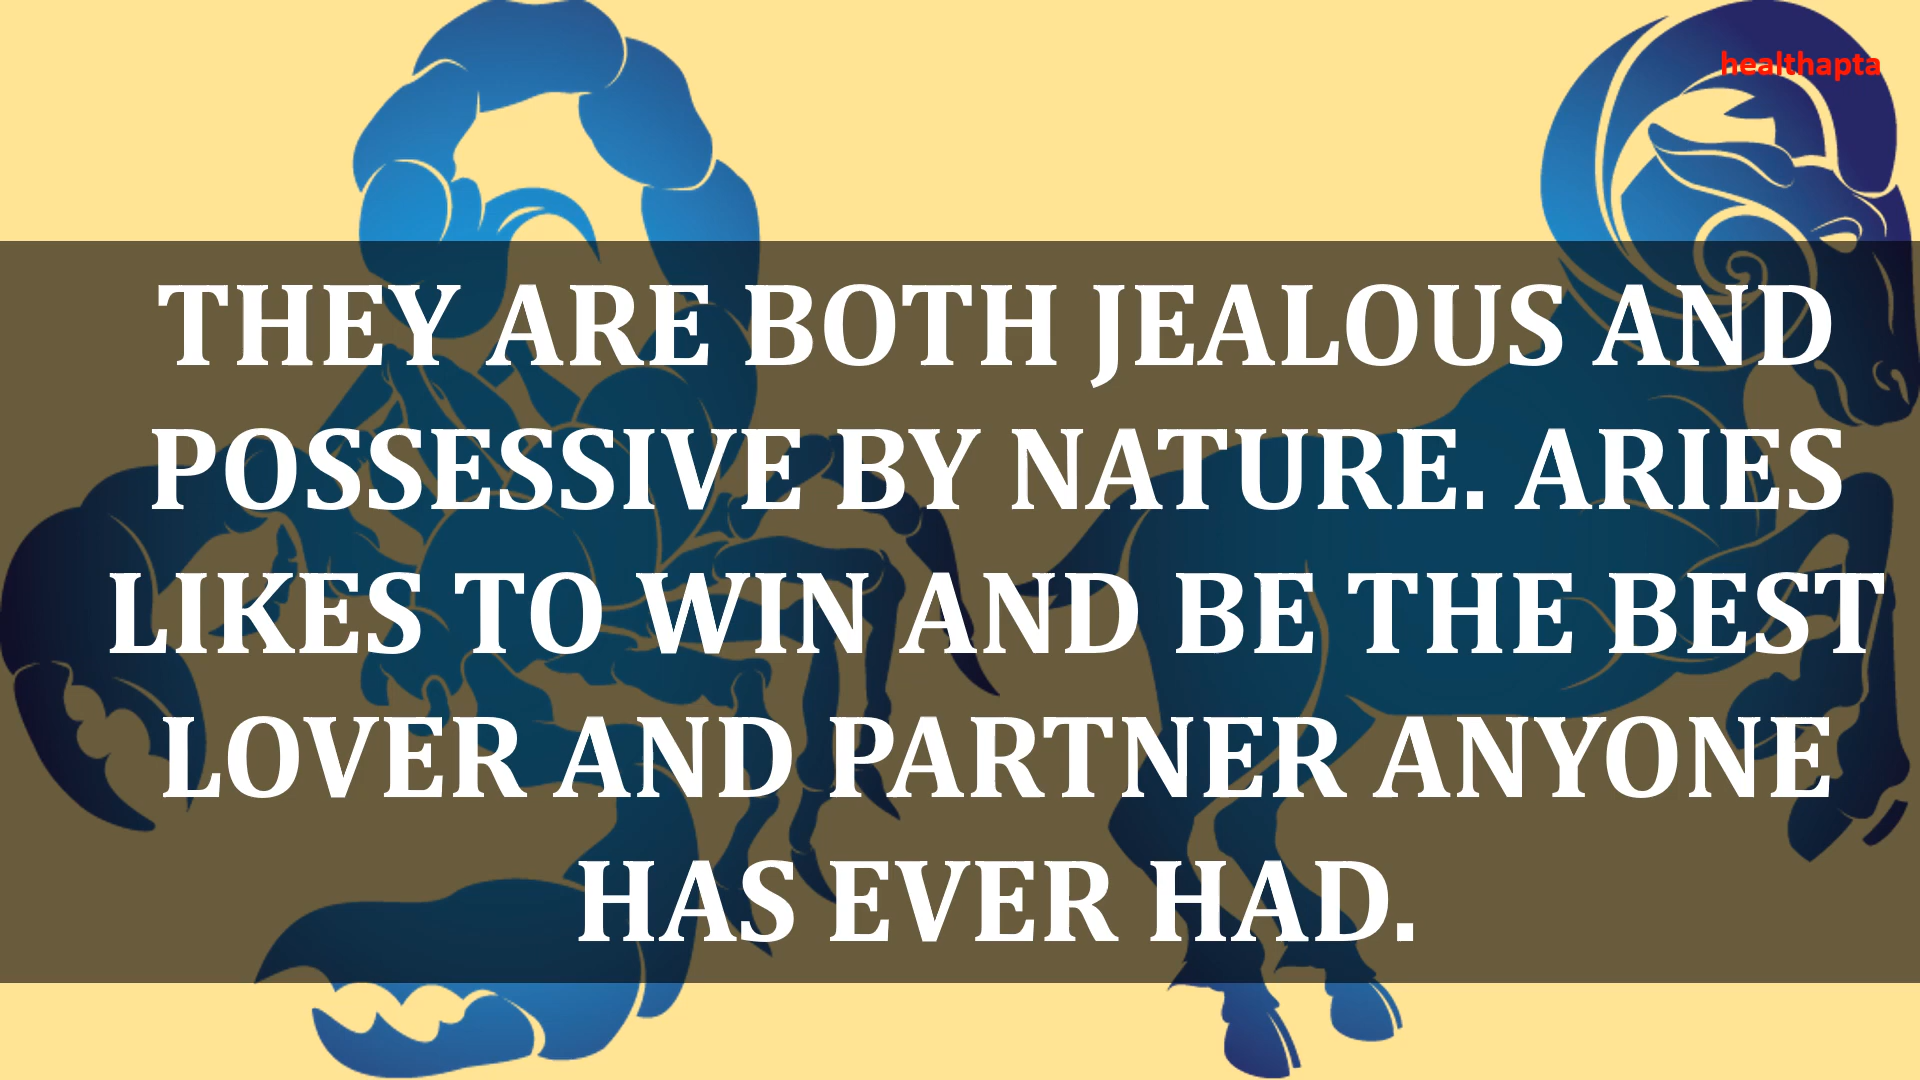 healthapta
THEY ARE BOTH JEALOUS AND
POSSESSIVE BY NATURE. ARIES
LIKES TO WIN AND BE THE BEST
LOVER AND PARTNER ANYONE
HAS EVER HAD.